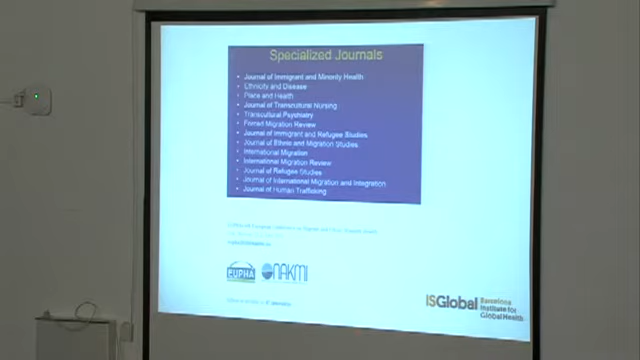 Specialized Journals
• Journal of Immigrant and Minority Health
• Ethnicity and Disease
• Place and Health
• Journal of Transcultural Nursing
• Transcultural Psychiatry
• Forced Migration Review
• Journal of Immigrant and Refugee Studies
• Journal of Ethnic and Migration Studies
• International Migration
• International Migration Review
• Journal of Refugee Studies
• Journal of International Migration and Integration
• Journal of Human Trafficking
EUPHA
NAKMI
ISGlobal Barcelona
Institute for
Global Health